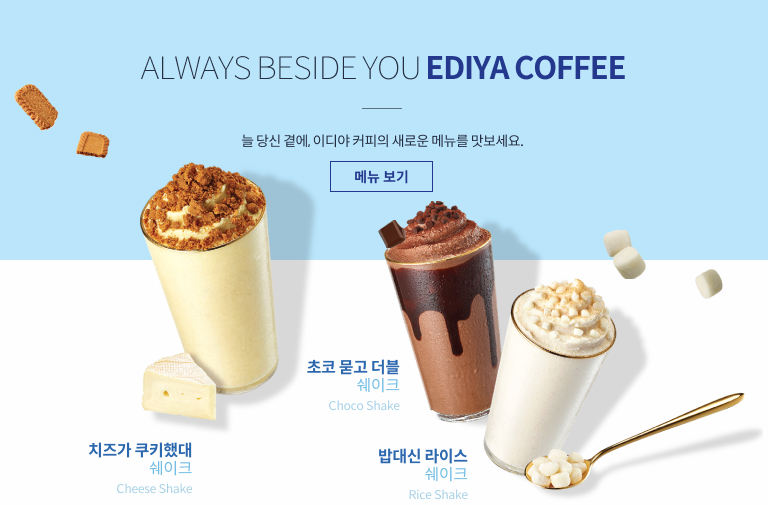 ALWAYS BESIDE YOU EDIYA COFFEE
늘 당신 곁에, 이디야 커피의 새로운 메뉴를 맛보세요.
메뉴 보기
초코 묻고 더블
쉐이크
Choco Shake
치즈가 쿠키했대
쉐이크
Cheese Shake
밥대신 라이스
쉐이크
Rice Shake